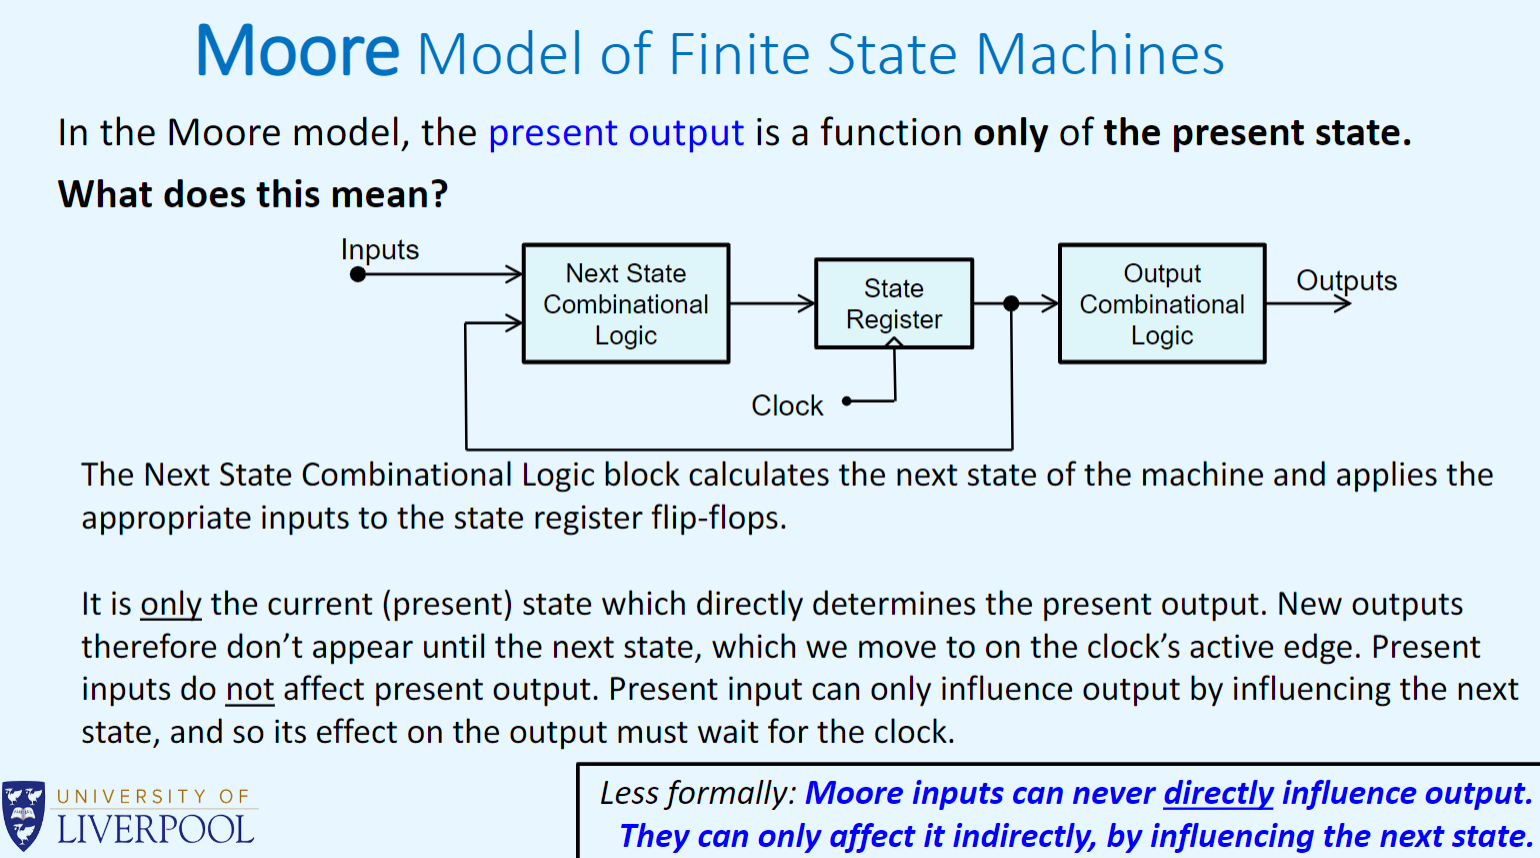 Moore Model of Finite State Machines
In the Moore model, the present output is a function only of the present state.
What does this mean?
Inputs
Next State
Combinational
Logic
State
Register
Output
Combinational
Logic
Outputs
Clock
The Next State Combinational Logic block calculates the next state of the machine and applies the
appropriate inputs to the state register flip-flops.
It is only the current (present) state which directly determines the present output. New outputs
therefore don’t appear until the next state, which we move to on the clock’s active edge. Present
inputs do not affect present output. Present input can only influence output by influencing the next
state, and so its effect on the output must wait for the clock.
UNIVERSITY OF
LIVERPOOL
Less formally: Moore inputs can never directly influence output.
They can only affect it indirectly, by influencing the next state.